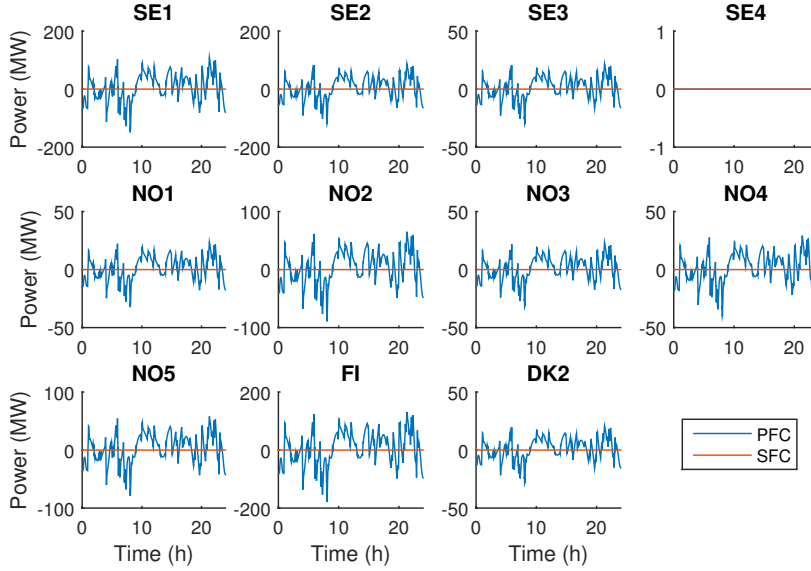 SE1 SE2 SE3 SE4
200 200 50 1
Power (MW) 0 0 0 0
-200 -200 -50 -1
0 10 20 0 10 20 0 10 20 0 10 20
NO1 NO2 NO3 NO4
50 100 50 50
Power (MW) 0 0 0 0
-50 -100 -50 -50
0 10 20 0 10 20 0 10 20 0 10 20
NO5 FI DK2
100 200 50
Power (MW) 0 0 0
-100 -200 -50
0 10 20 0 10 20 0 10 20
Time (h) Time (h) Time (h)
PFC
SFC